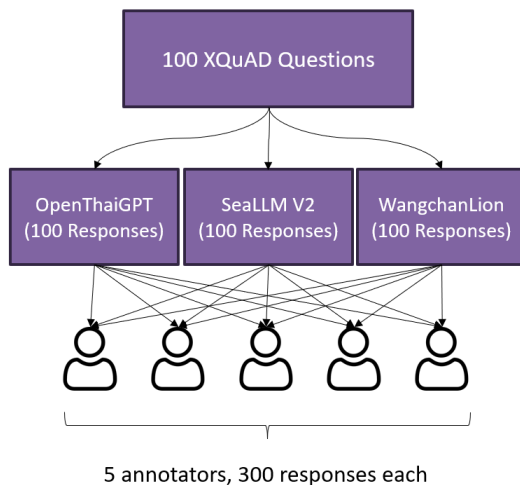 100 XQuAD Questions
OpenThaiGPT
(100 Responses)
SeaLLM V2
(100 Responses)
WangchanLion
(100 Responses)
5 annotators, 300 responses each